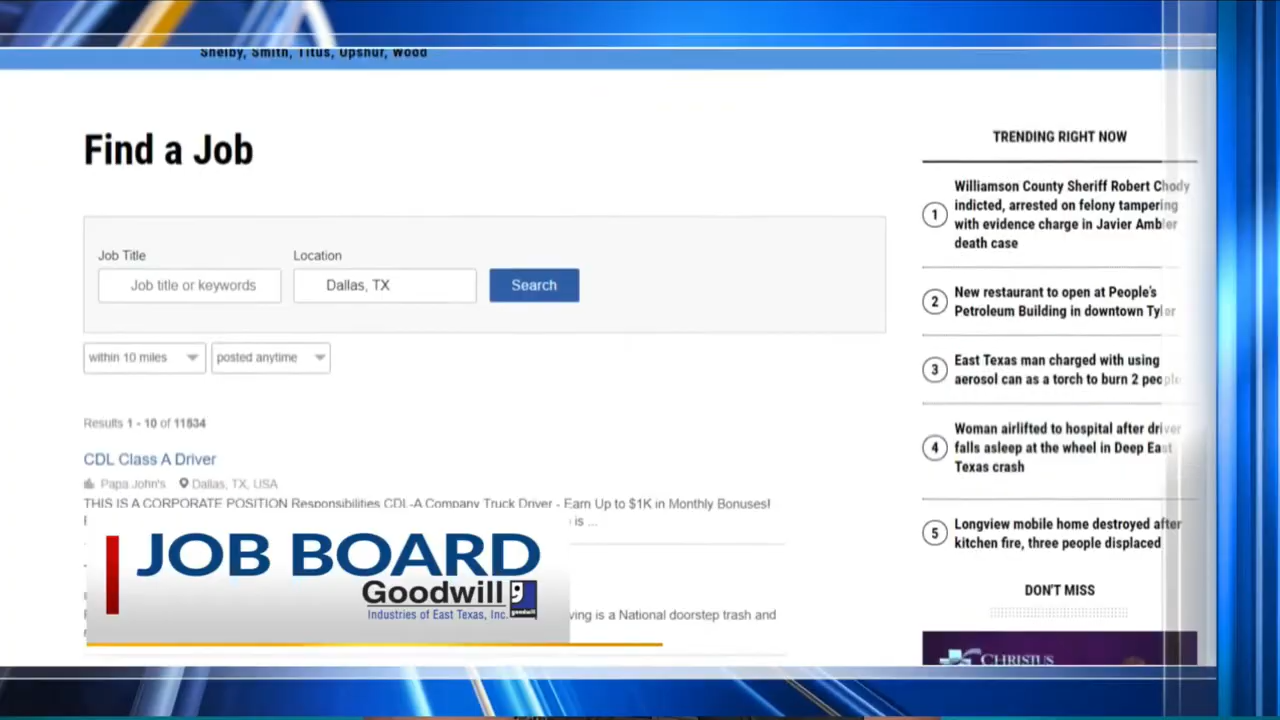 Shelby, Smith, Titus, Upshur, Wood
Find a Job
Job Title
Location
Job title or keywords
Dallas, TX
Search
within 10 miles
posted anytime
Results 1 - 10 of 11534
CDL Class A Driver
Papa John's
Dallas, TX, USA
THIS IS A CORPORATE POSITION Responsibilities CDL-A Company Truck Driver - Earn Up to $1K in Monthly Bonuses!
is ...
ving is a National doorstep trash and
JOB BOARD
Goodwill
Industries of East Texas, Inc.
goodwill
TRENDING RIGHT NOW
1
Williamson County Sheriff Robert Chody
indicted, arrested on felony tampering
with evidence charge in Javier Ambler
death case
2
New restaurant to open at People's
Petroleum Building in downtown Tyler
3
East Texas man charged with using
aerosol can as a torch to burn 2 people
4
Woman airlifted to hospital after driver
falls asleep at the wheel in Deep East
Texas crash
5
Longview mobile home destroyed after
kitchen fire, three people displaced
DON'T MISS
CHRISTUS